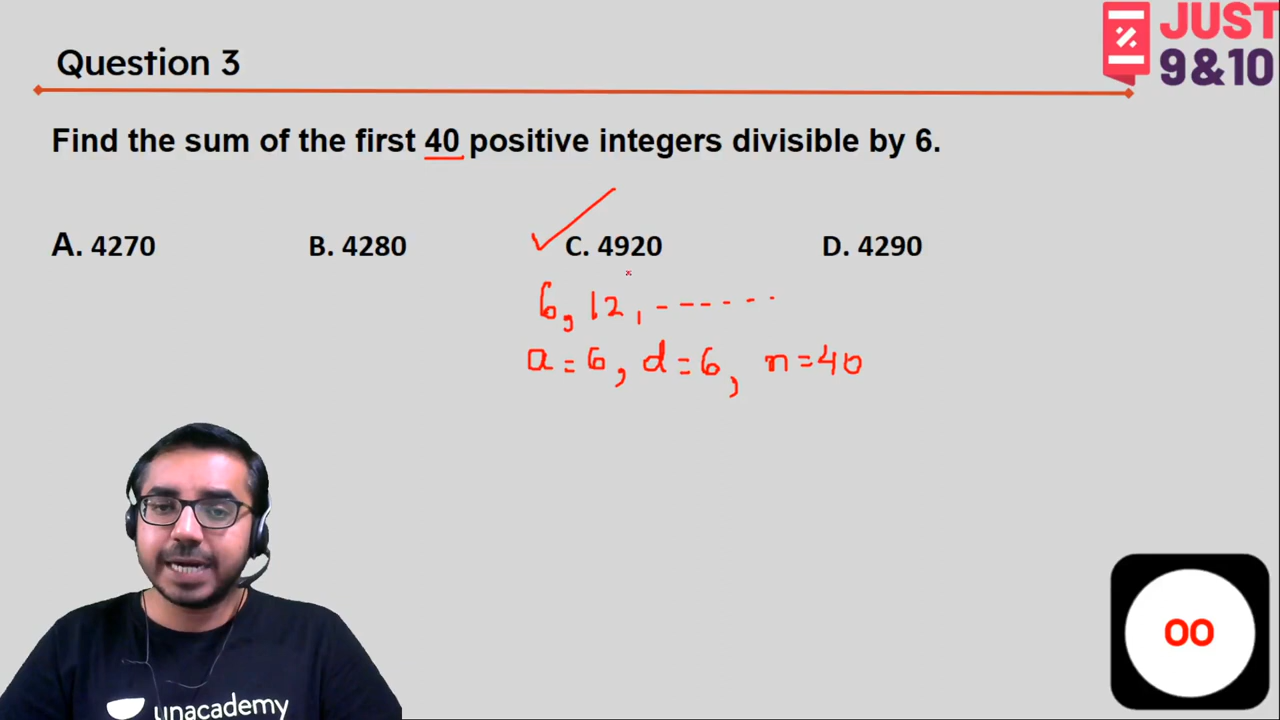 JUST
Question 3
9&10
Find the sum of the first 40 positive integers divisible by 6.
A. 4270 B. 4280 C. 4920 D. 4290
6, 12, -------
a = 6, d = 6, n = 40
unacademy
00